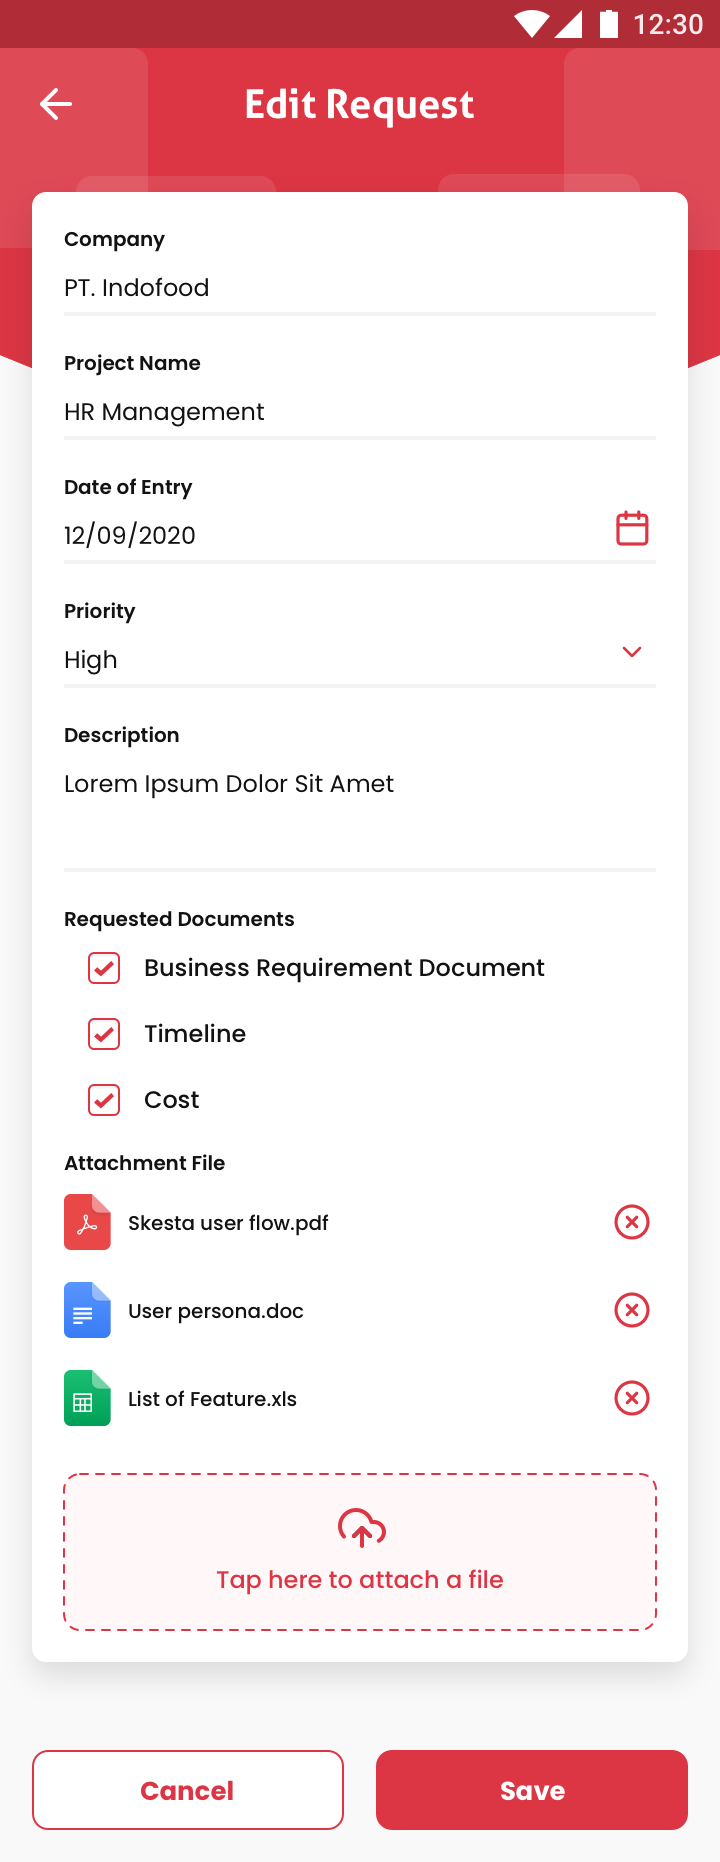 12:30
Edit Request
Company
PT. Indofood
Project Name
HR Management
Date of Entry
12/09/2020
Priority
High
Description
Lorem Ipsum Dolor Sit Amet
Requested Documents
Business Requirement Document
Timeline
Cost
Attachment File
Skesta user flow.pdf
User persona.doc
List of Feature.xls
Tap here to attach a file
Cancel Save